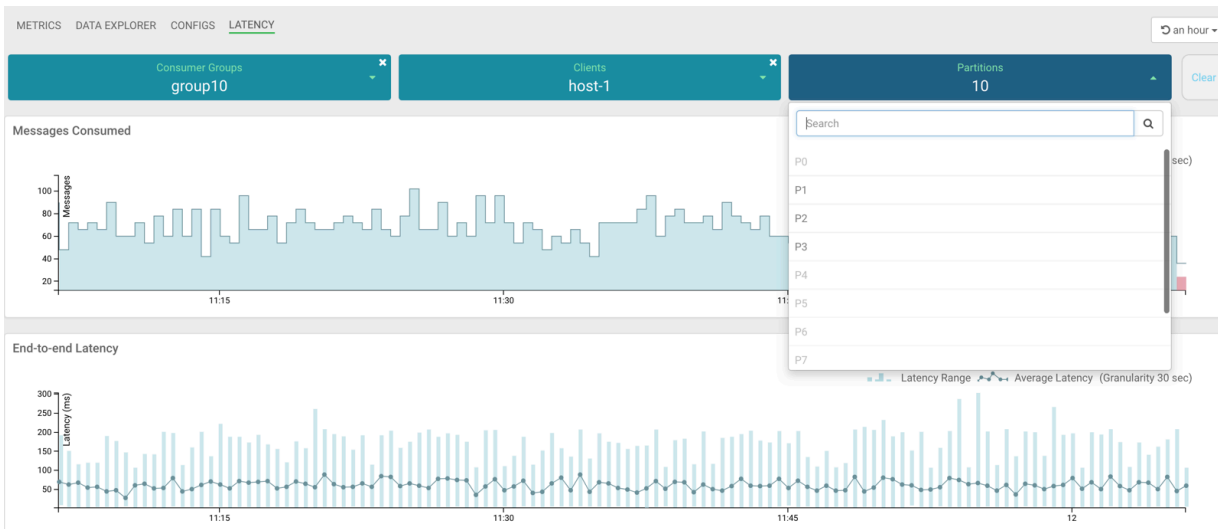 METRICS DATA EXPLORER CONFIGS LATENCY
an hour
Consumer Groups
group10
Clients
host-1
Partitions
10
Clear
Search
Messages Consumed
sec)
P0
P1
P2
P3
P4
P5
P6
P7
Messages
100
80
60
40
20
11:15
11:30
11:
End-to-end Latency
Latency Range Average Latency (Granularity 30 sec)
Latency (ms)
300
250
200
150
100
50
11:15
11:30
11:45
12